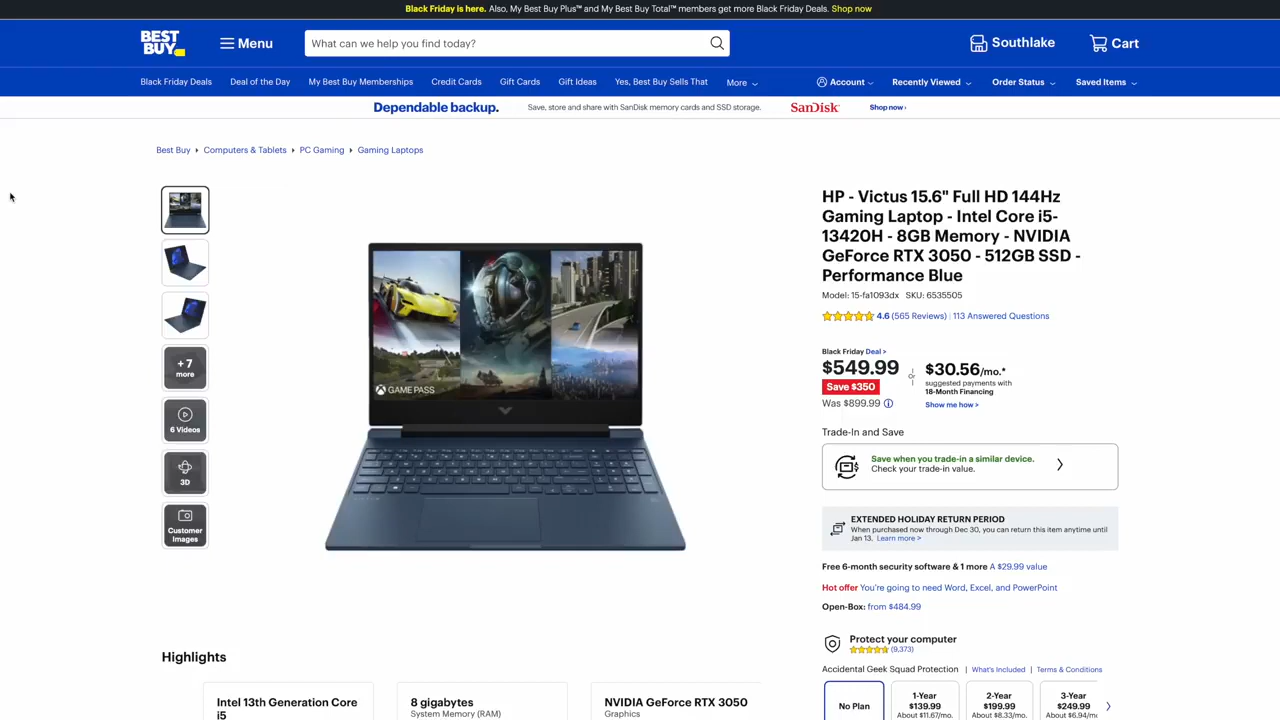 Black Friday is here. Also, My Best Buy Plus™ and My Best Buy Total™ members get more Black Friday Deals. Shop now
BEST BUY
Menu
What can we help you find today?
Southlake
Cart
Black Friday Deals
Deal of the Day
My Best Buy Memberships
Credit Cards
Gift Cards
Gift Ideas
Yes, Best Buy Sells That
More
Account
Recently Viewed
Order Status
Saved Items
Dependable backup.
Save, store and share with SanDisk memory cards and SSD storage.
SanDisk
Shop now ›
Best Buy
Computers & Tablets
PC Gaming
Gaming Laptops
+ 7
more
6 Videos
3D
Customer
Images
GAME PASS
HP - Victus 15.6" Full HD 144Hz
Gaming Laptop - Intel Core i5-
13420H - 8GB Memory - NVIDIA
GeForce RTX 3050 - 512GB SSD -
Performance Blue
Model: 15-fa1093dx SKU: 6535505
4.6 (565 Reviews) | 113 Answered Questions
Black Friday Deal >
$549.99
Save $350
Was $899.99
or
$30.56/mo.*
suggested payments with
18-Month Financing
Show me how >
Trade-In and Save
Save when you trade-in a similar device.
Check your trade-in value.
EXTENDED HOLIDAY RETURN PERIOD
When purchased now through Dec 30, you can return this item anytime until
Jan 13. Learn more >
Free 6-month security software & 1 more A $29.99 value
Hot offer You're going to need Word, Excel, and PowerPoint
Open-Box: from $484.99
Protect your computer
(9,373)
Accidental Geek Squad Protection | What's Included | Terms & Conditions
No Plan
1-Year
$139.99
About $11.67/mo.
2-Year
$199.99
About $8.33/mo.
3-Year
$249.99
About $6.94/m
Highlights
Intel 13th Generation Core
i5
8 gigabytes
System Memory (RAM)
NVIDIA GeForce RTX 3050
Graphics